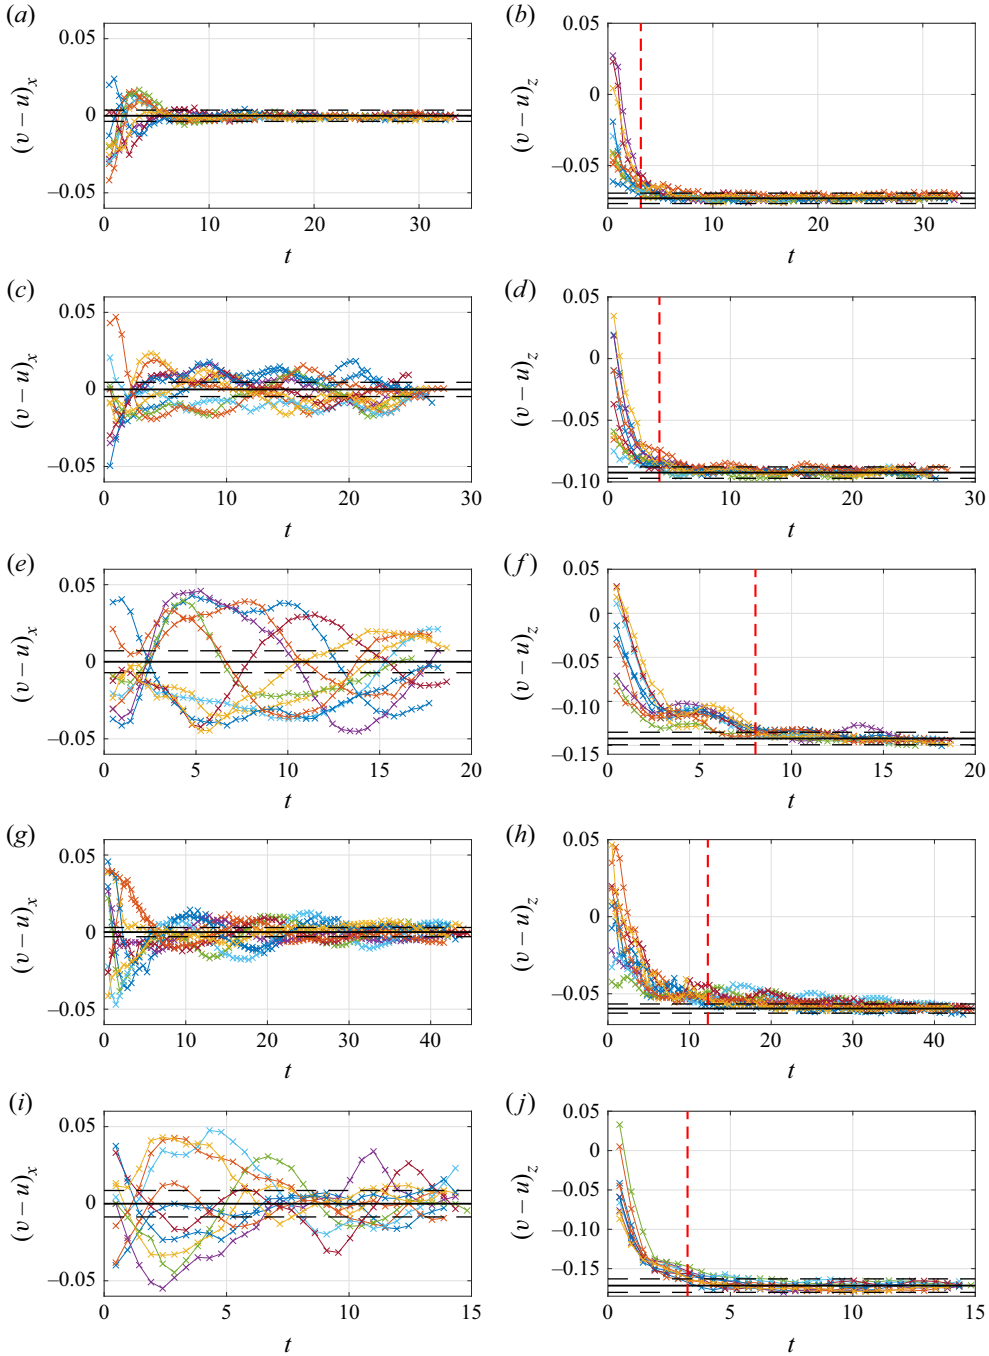 (a)
0.05
0
–0.05
(v – u)x
0 10 20 30
t
(b)
0.05
0
–0.05
(v – u)z
0 10 20 30
t
(c)
0.05
0
–0.05
(v – u)x
0 10 20 30
t
(d)
0.05
0
–0.05
–0.10
(v – u)z
0 10 20 30
t
(e)
0.05
0
–0.05
(v – u)x
0 5 10 15 20
t
(f)
0.05
0
–0.05
–0.10
–0.15
(v – u)z
0 5 10 15 20
t
(g)
0.05
0
–0.05
(v – u)x
0 10 20 30 40
t
(h)
0.05
0
–0.05
(v – u)z
0 10 20 30 40
t
(i)
0.05
0
–0.05
(v – u)x
0 5 10 15
t
(j)
0.05
0
–0.05
–0.10
–0.15
(v – u)z
0 5 10 15
t